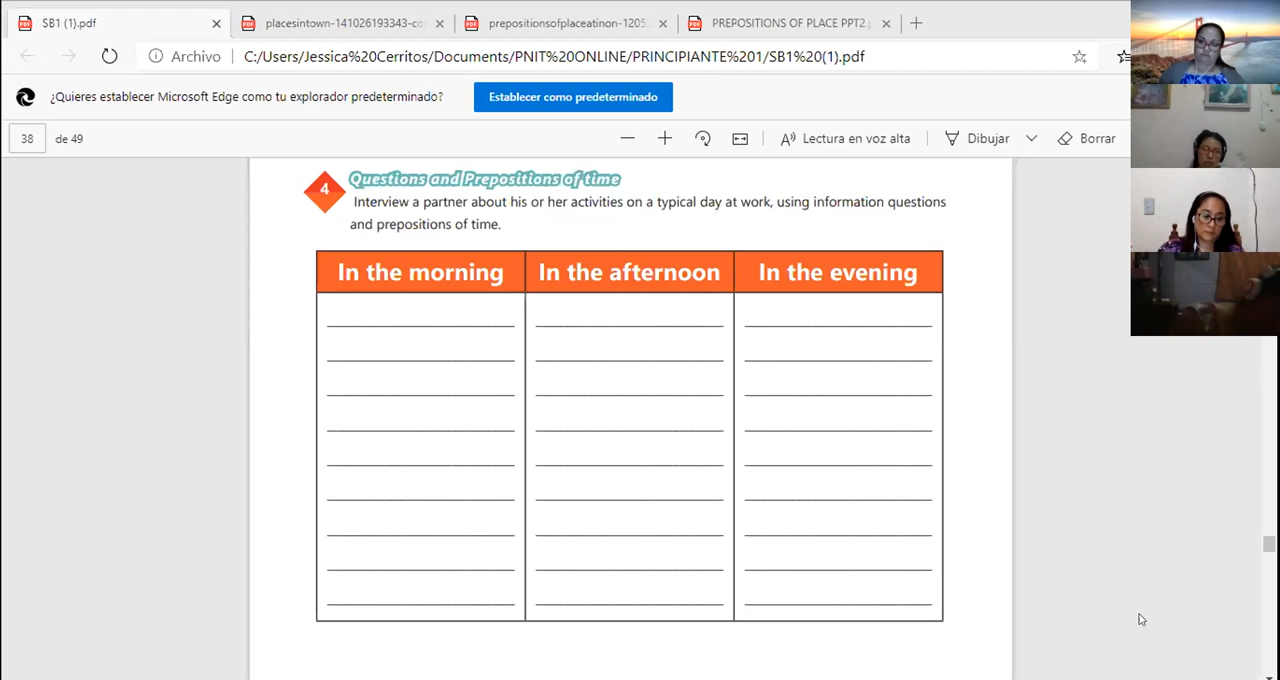 SB1 (1).pdf
placesintown-141026193343-co
prepositionsofplaceatinon-1205
PREPOSITIONS OF PLACE PPT2.p
Archivo
C:/Users/Jessica%20Cerritos/Documents/PNIT%20ONLINE/PRINCIPIANTE%201/SB1%20(1).pdf
¿Quieres establecer Microsoft Edge como tu explorador predeterminado?
Establecer como predeterminado
38 de 49
Lectura en voz alta
Dibujar
Borrar
4
Questions and Prepositions of time
Interview a partner about his or her activities on a typical day at work, using information questions
and prepositions of time.
In the morning
In the afternoon
In the evening